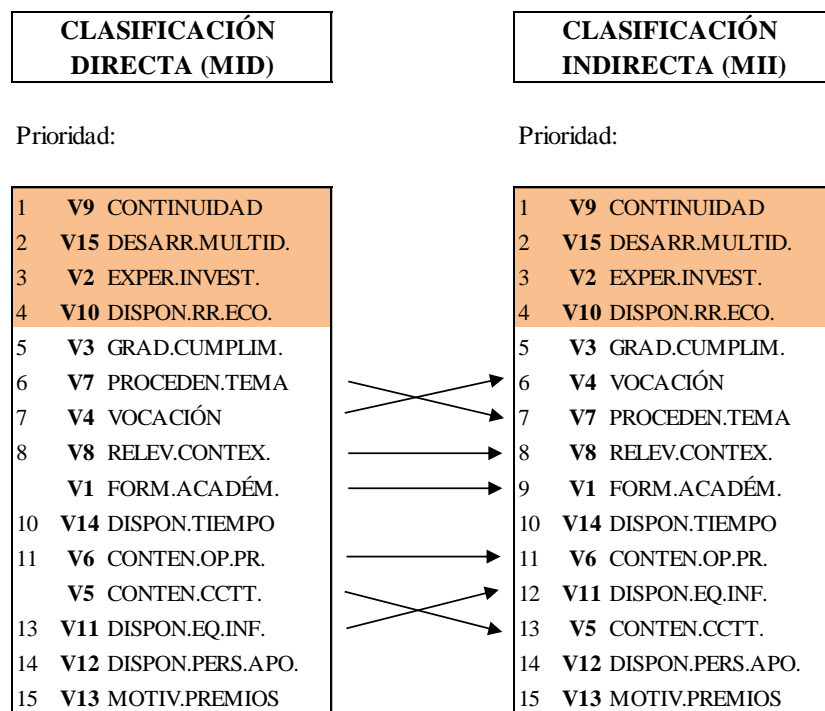 CLASIFICACIÓN
DIRECTA (MID)
Prioridad:
1 V9 CONTINUIDAD
2 V15 DESARR.MULTID.
3 V2 EXPER.INVEST.
4 V10 DISPON.RR.ECO.
5 V3 GRAD.CUMPLIM.
6 V7 PROCEDEN.TEMA
7 V4 VOCACIÓN
8 V8 RELEV.CONTEX.
V1 FORM.ACADÉM.
10 V14 DISPON.TIEMPO
11 V6 CONTEN.OP.PR.
V5 CONTEN.CCTT.
13 V11 DISPON.EQ.INF.
14 V12 DISPON.PERS.APO.
15 V13 MOTIV.PREMIOS
CLASIFICACIÓN
INDIRECTA (MII)
Prioridad:
1 V9 CONTINUIDAD
2 V15 DESARR.MULTID.
3 V2 EXPER.INVEST.
4 V10 DISPON.RR.ECO.
5 V3 GRAD.CUMPLIM.
6 V4 VOCACIÓN
7 V7 PROCEDEN.TEMA
8 V8 RELEV.CONTEX.
9 V1 FORM.ACADÉM.
10 V14 DISPON.TIEMPO
11 V6 CONTEN.OP.PR.
12 V11 DISPON.EQ.INF.
13 V5 CONTEN.CCTT.
14 V12 DISPON.PERS.APO.
15 V13 MOTIV.PREMIOS